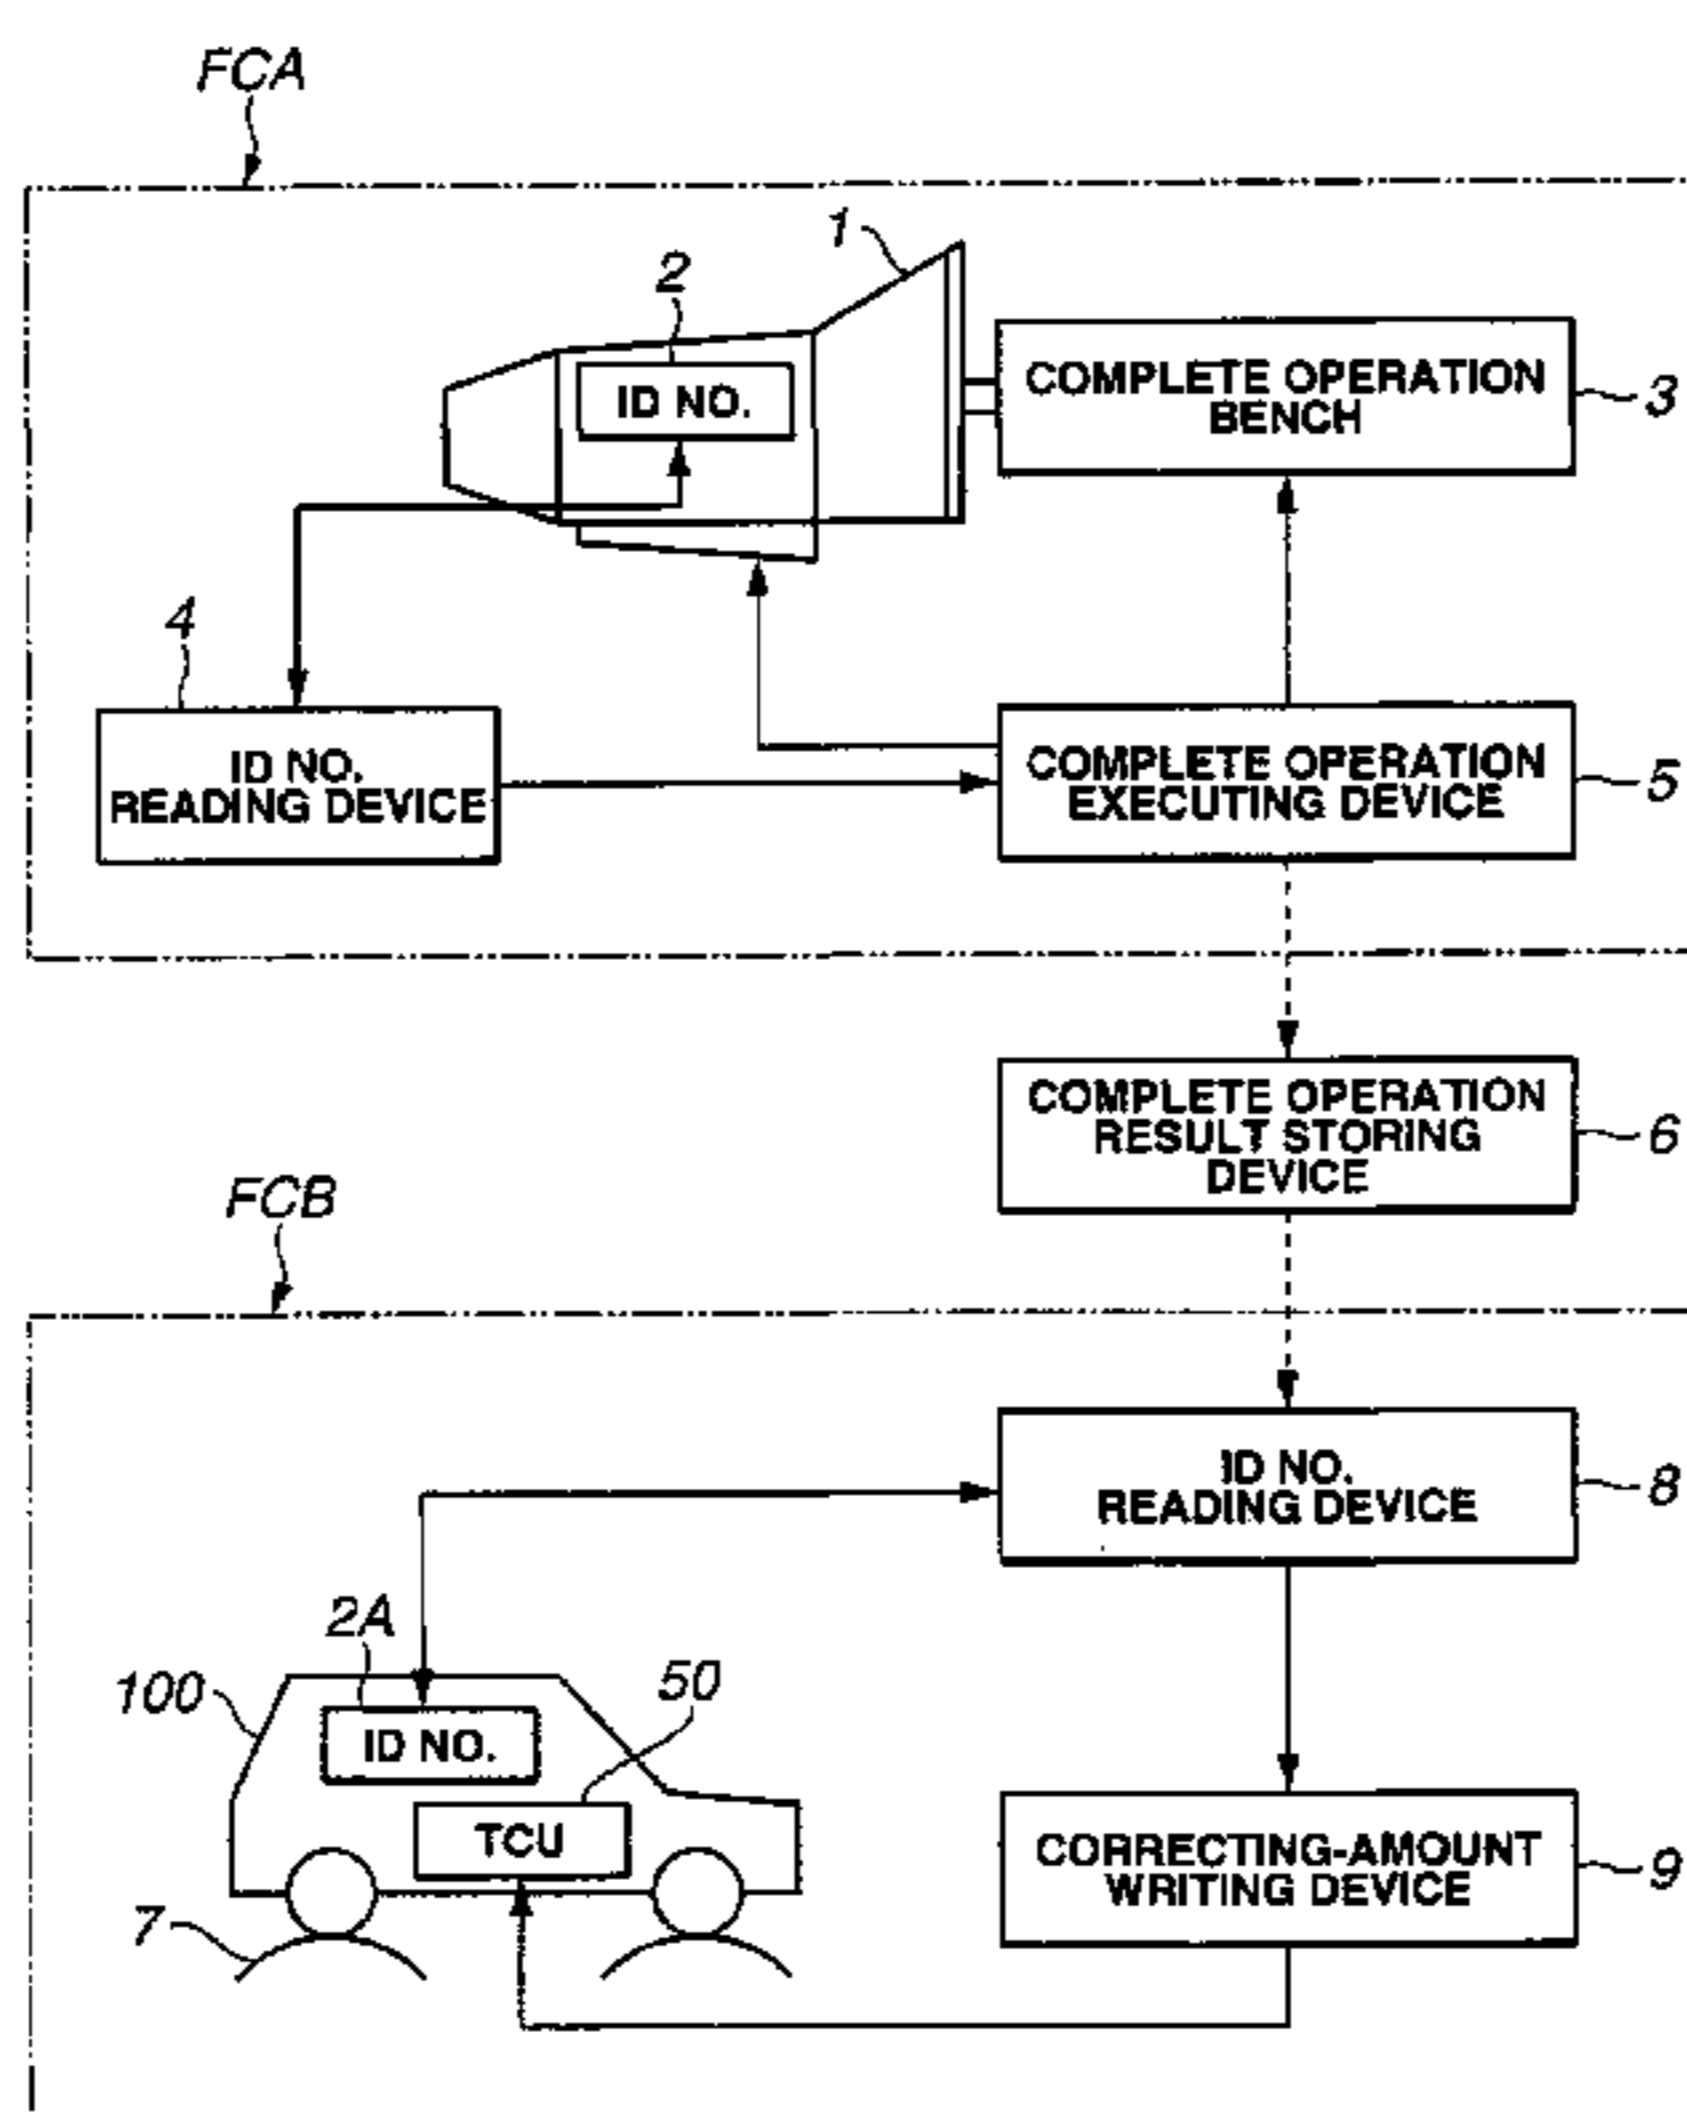 FCA
1
2
ID NO.
COMPLETE OPERATION
BENCH
3
4
ID NO.
READING DEVICE
COMPLETE OPERATION
EXECUTING DEVICE
5
COMPLETE OPERATION
RESULT STORING
DEVICE
6
FCB
ID NO.
READING DEVICE
8
2A
100
50
ID NO.
TCU
7
CORRECTING-AMOUNT
WRITING DEVICE
9